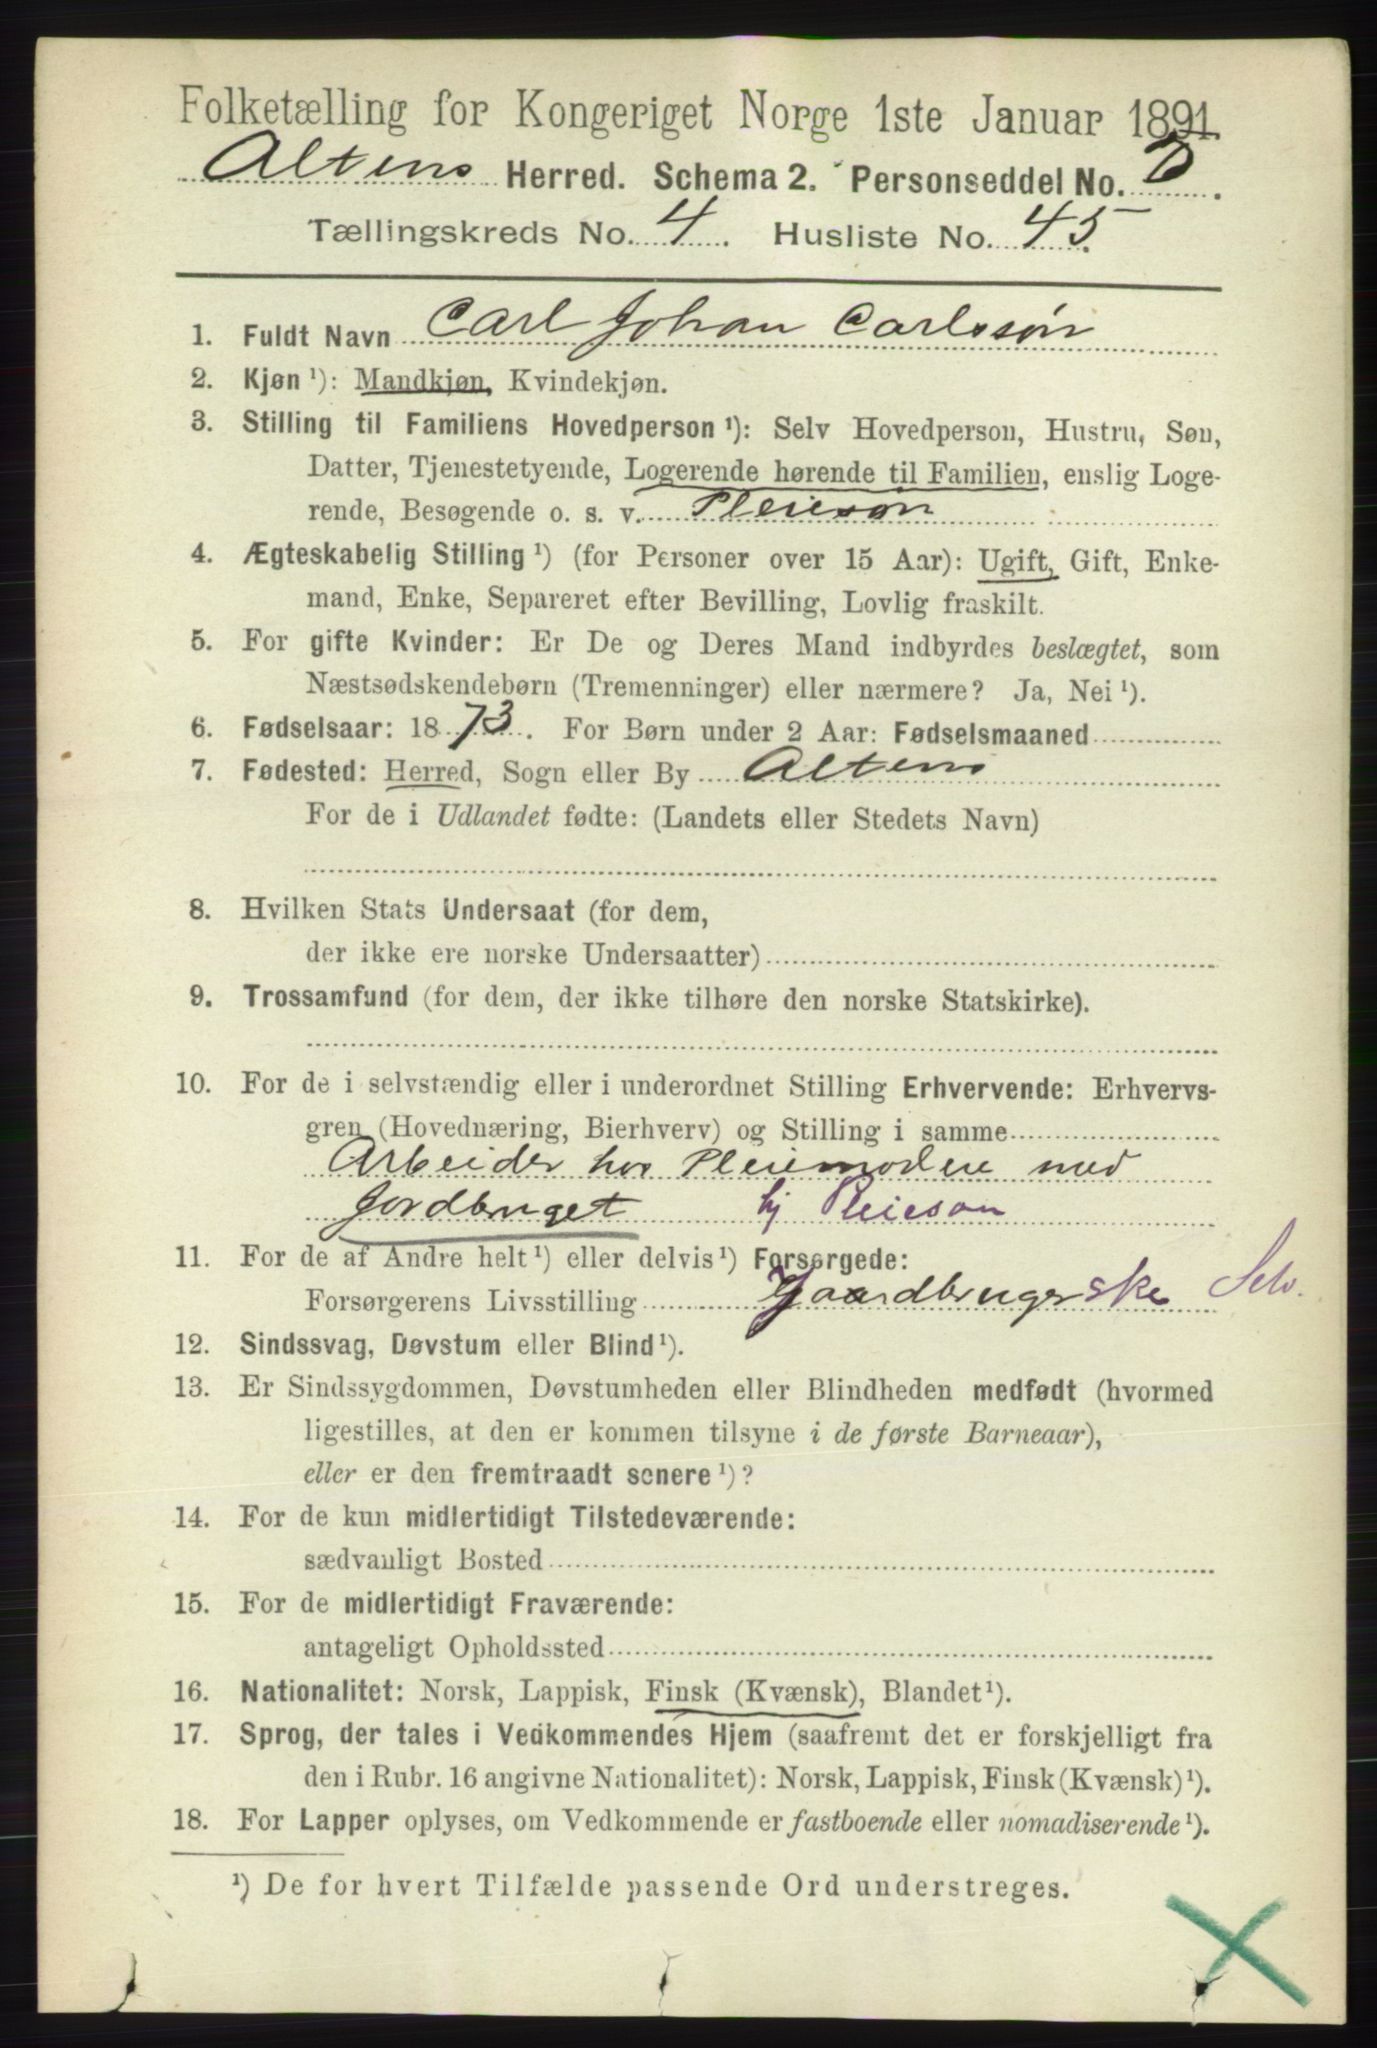 Folketælling for Kongeriget Norge 1ste Januar 1891.
Altens Herred. Schema 2. Personseddel No. 2.
Tællingskreds No. 4. Husliste No. 45
1. Fuldt Navn Carl Johan Carlssøn
2. Kjøn ¹): Mandkjøn, Kvindekjøn.
3. Stilling til Familiens Hovedperson ¹): Selv Hovedperson, Hustru, Søn,
Datter, Tjenestetyende, Logerende hørende til Familien, enslig Loge-
rende, Besøgende o. s. v. Pleiesøn
4. Ægteskabelig Stilling ¹) (for Personer over 15 Aar): Ugift, Gift, Enke-
mand, Enke, Separeret efter Bevilling, Lovlig fraskilt.
5. For gifte Kvinder: Er De og Deres Mand indbyrdes beslægtet, som
Næstsødskendebørn (Tremenninger) eller nærmere? Ja, Nei ¹).
6. Fødselsaar: 1873. For Børn under 2 Aar: Fødselsmaaned
7. Fødested: Herred, Sogn eller By Altens
For de i Udlandet fødte: (Landets eller Stedets Navn)
8. Hvilken Stats Undersaat (for dem,
der ikke ere norske Undersaatter)
9. Trossamfund (for dem, der ikke tilhøre den norske Statskirke).
10. For de i selvstændig eller i underordnet Stilling Erhvervende: Erhvervs-
gren (Hovednæring, Bierhverv) og Stilling i samme
Arbeider hos Pleiemodere med
Jordbruget hj Pleieson
11. For de af Andre helt ¹) eller delvis ¹) Forsørgede:
Forsørgerens Livsstilling Gaardbrugerske Selv.
12. Sindssvag, Døvstum eller Blind ¹).
13. Er Sindssygdommen, Døvstumheden eller Blindheden medfødt (hvormed
ligestilles, at den er kommen tilsyne i de første Barneaar),
eller er den fremtraadt senere ¹)?
14. For de kun midlertidigt Tilstedeværende:
sædvanligt Bosted
15. For de midlertidigt Fraværende:
antageligt Opholdssted
16. Nationalitet: Norsk, Lappisk, Finsk (Kvænsk), Blandet ¹).
17. Sprog, der tales i Vedkommendes Hjem (saafremt det er forskjelligt fra
den i Rubr. 16 angivne Nationalitet): Norsk, Lappisk, Finsk (Kvænsk) ¹).
18. For Lapper oplyses, om Vedkommende er fastboende eller nomadiserende ¹).
¹) De for hvert Tilfælde passende Ord understreges.